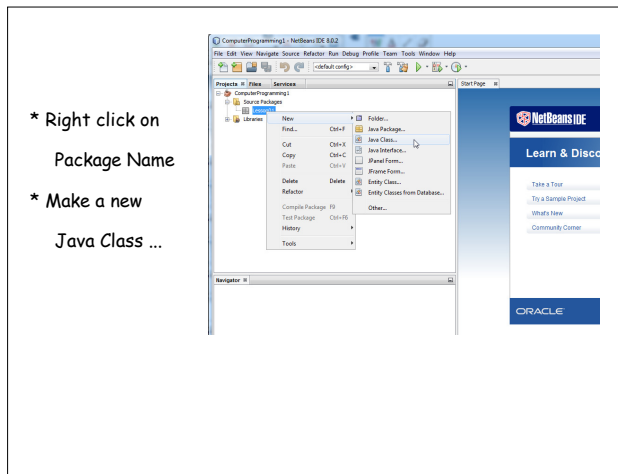 * Right click on
Package Name
* Make a new
Java Class ...
ComputerProgramming1 - NetBeans IDE 8.0.2
File Edit View Navigate Source Refactor Run Debug Profile Team Tools Window Help
<default config>
Projects Files Services
ComputerProgramming1
Source Packages
Libraries
New
Find... Ctrl+F
Cut Ctrl+X
Copy Ctrl+C
Paste Ctrl+V
Delete Delete
Refactor
Compile Package F9
Test Package Ctrl+F6
History
Tools
Folder...
Java Package...
Java Class...
Java Interface...
JPanel Form...
JFrame Form...
Entity Class...
Entity Classes from Database...
Other...
Navigator
Start Page
NetBeans IDE
Learn & Disco
Take a Tour
Try a Sample Project
What's New
Community Corner
ORACLE